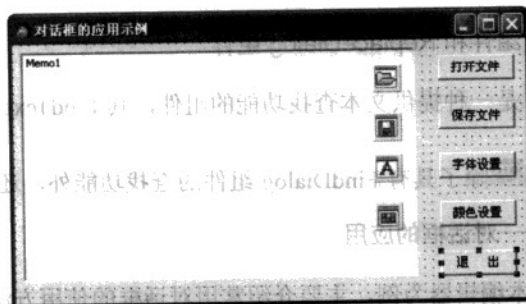 对话框的应用示例
Memo1
打开文件
保存文件
A
字体设置
颜色设置
退 出